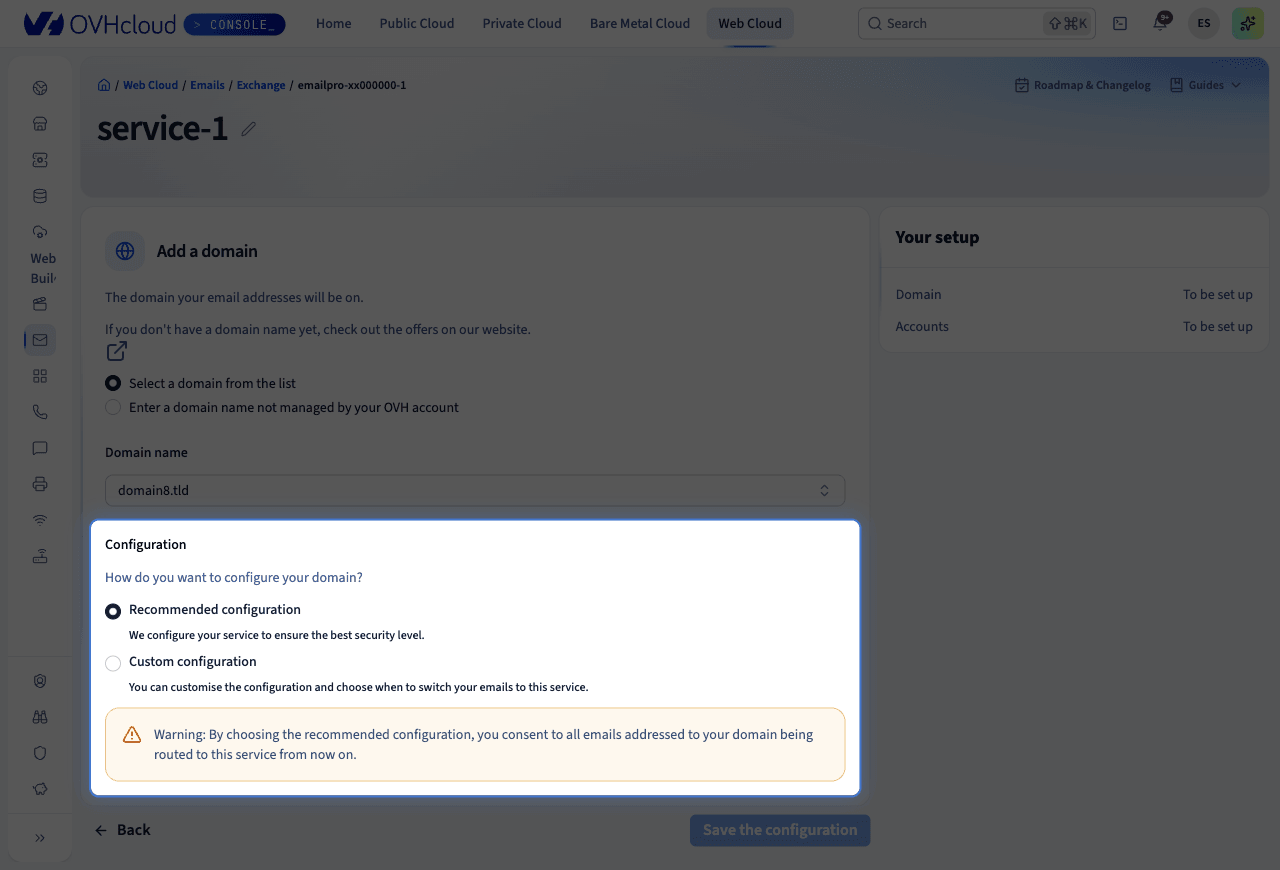 OVHcloud > CONSOLE_ Home Public Cloud Private Cloud Bare Metal Cloud Web Cloud Search ⇧⌘K 9+ ES
/ Web Cloud / Emails / Exchange / emailpro-xx000000-1 Roadmap & Changelog Guides
service-1
Web
Buil
Add a domain
The domain your email addresses will be on.
If you don't have a domain name yet, check out the offers on our website.
Select a domain from the list
Enter a domain name not managed by your OVH account
Domain name
domain8.tld
Configuration
How do you want to configure your domain?
Recommended configuration
We configure your service to ensure the best security level.
Custom configuration
You can customise the configuration and choose when to switch your emails to this service.
Warning: By choosing the recommended configuration, you consent to all emails addressed to your domain being
routed to this service from now on.
Back Save the configuration
Your setup
Domain To be set up
Accounts To be set up